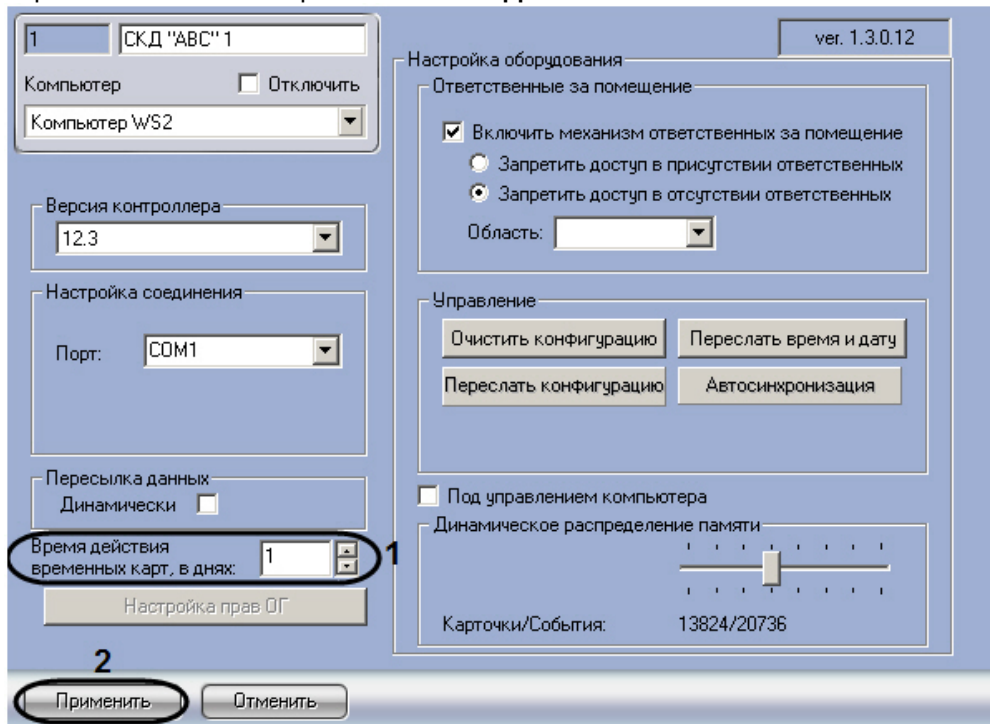 1
СКД "ABC" 1
ver. 1.3.0.12
Компьютер
Отключить
Компьютер WS2
Настройка оборудования
Ответственные за помещение
Включить механизм ответственных за помещение
Запретить доступ в присутствии ответственных
Запретить доступ в отсутствии ответственных
Область:
Версия контроллера
12.3
Настройка соединения
Порт:
COM1
Управление
Очистить конфигурацию
Переслать время и дату
Переслать конфигурацию
Автосинхронизация
Пересылка данных
Динамически
Под управлением компьютера
Динамическое распределение памяти
Карточки/События:
13824/20736
Время действия
временных карт, в днях:
1
1
Настройка прав ОГ
2
Применить
Отменить